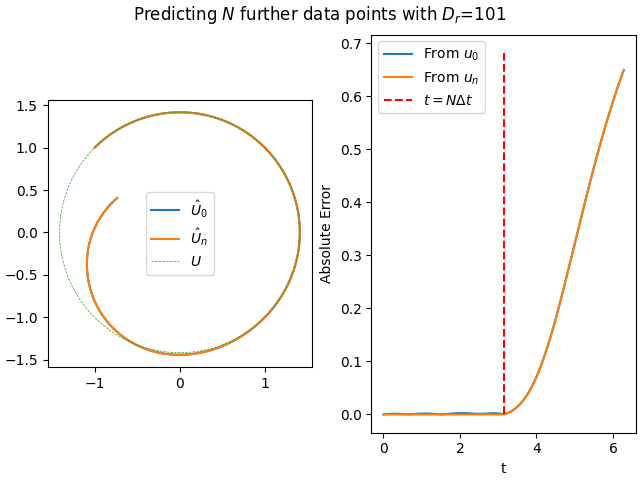 Predicting N further data points with D_r=101
1.5
1.0
0.5
0.0
−0.5
−1.0
−1.5
−1
0
1
Û_0
Û_n
U
0.7
0.6
0.5
0.4
0.3
0.2
0.1
0.0
Absolute Error
0
2
4
6
t
From u_0
From u_n
t = NΔt